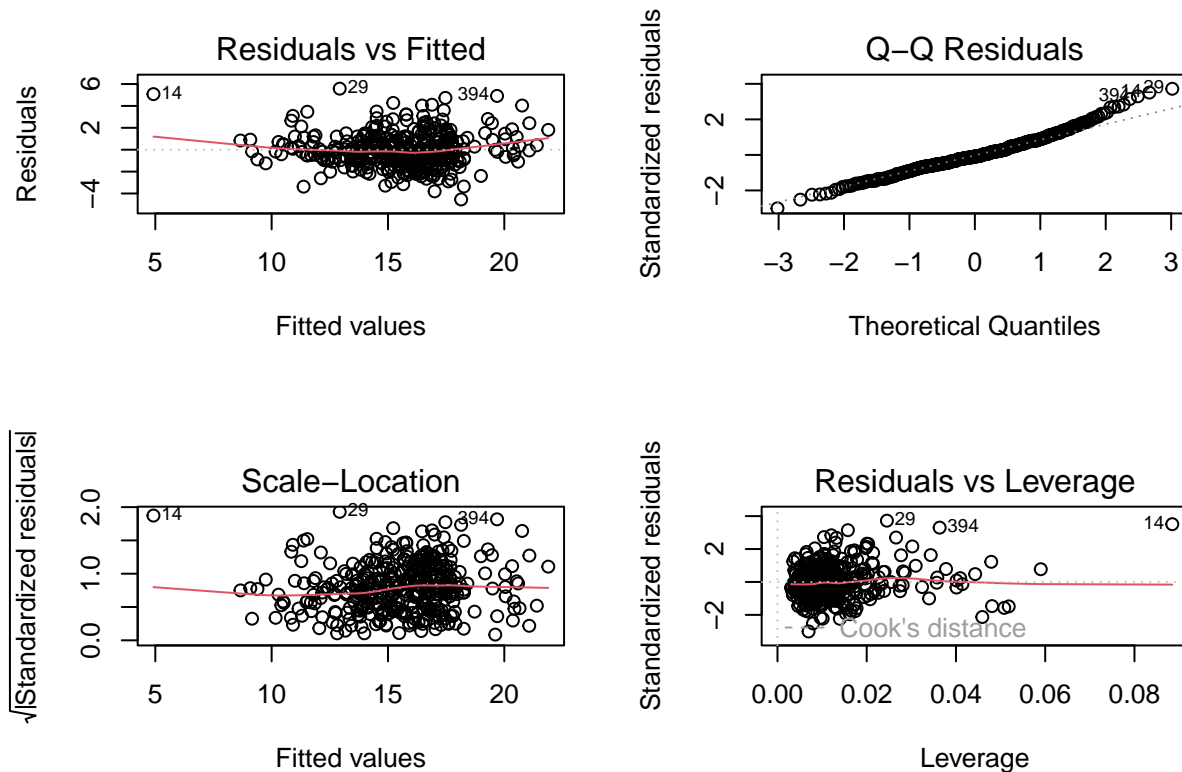 Residuals vs Fitted
Residuals
6
2
−4
14
29
394
5 10 15 20
Fitted values
Q−Q Residuals
Standardized residuals
2
−2
394
14
29
−3 −2 −1 0 1 2 3
Theoretical Quantiles
Scale−Location
√|Standardized residuals|
2.0
1.0
0.0
14
29
394
5 10 15 20
Fitted values
Residuals vs Leverage
Standardized residuals
2
−2
29
394
14
Cook's distance
0.00 0.02 0.04 0.06 0.08
Leverage